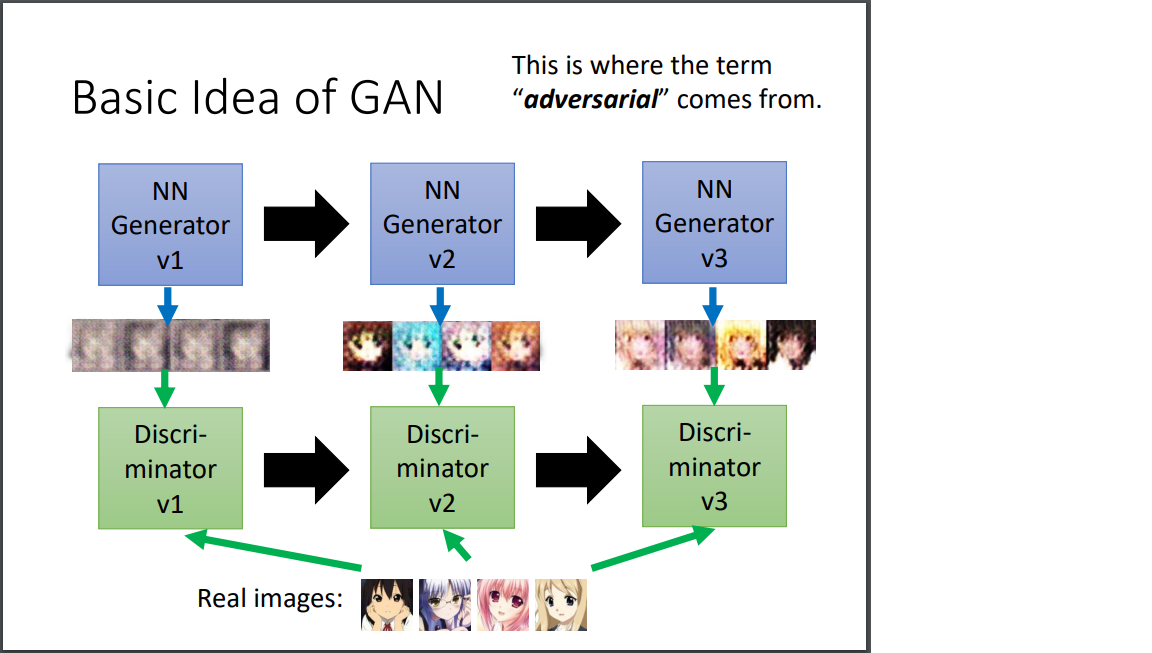 Basic Idea of GAN
This is where the term
“adversarial” comes from.
NN
Generator
v1
NN
Generator
v2
NN
Generator
v3
Discri-
minator
v1
Discri-
minator
v2
Discri-
minator
v3
Real images: